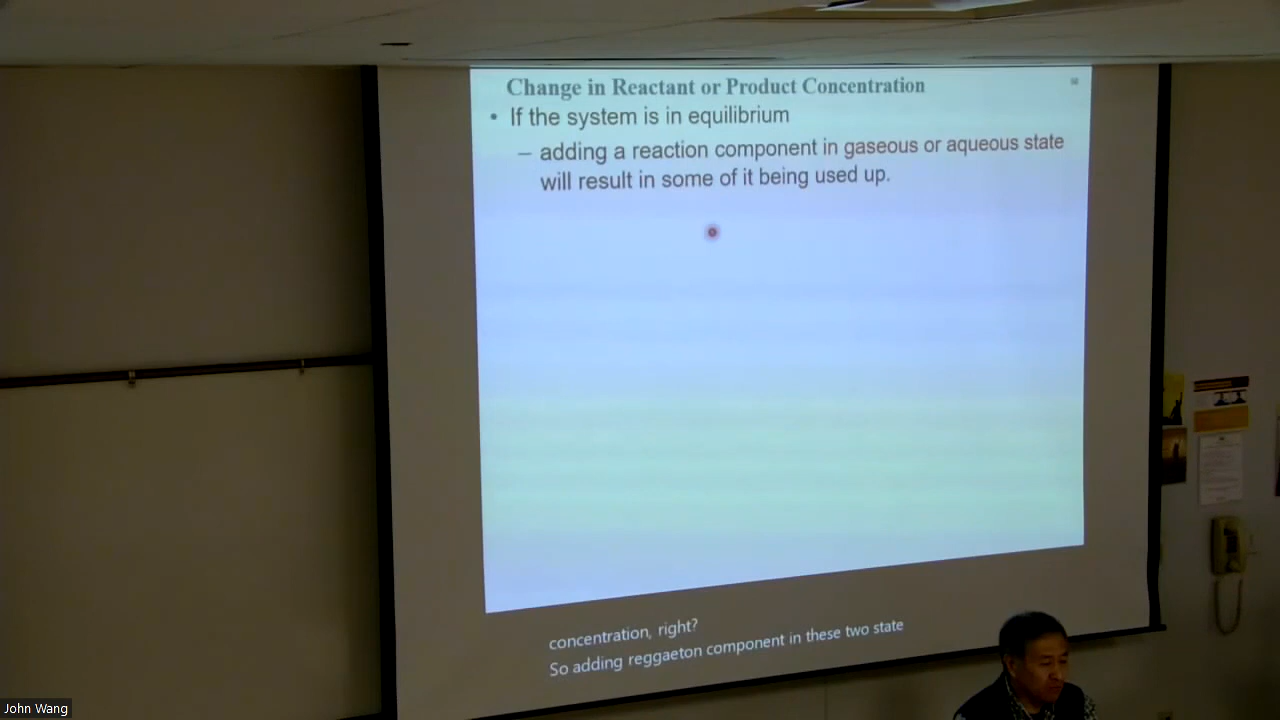 Change in Reactant or Product Concentration
• If the system is in equilibrium
– adding a reaction component in gaseous or aqueous state
will result in some of it being used up.
concentration, right?
So adding reggaeton component in these two state
John Wang